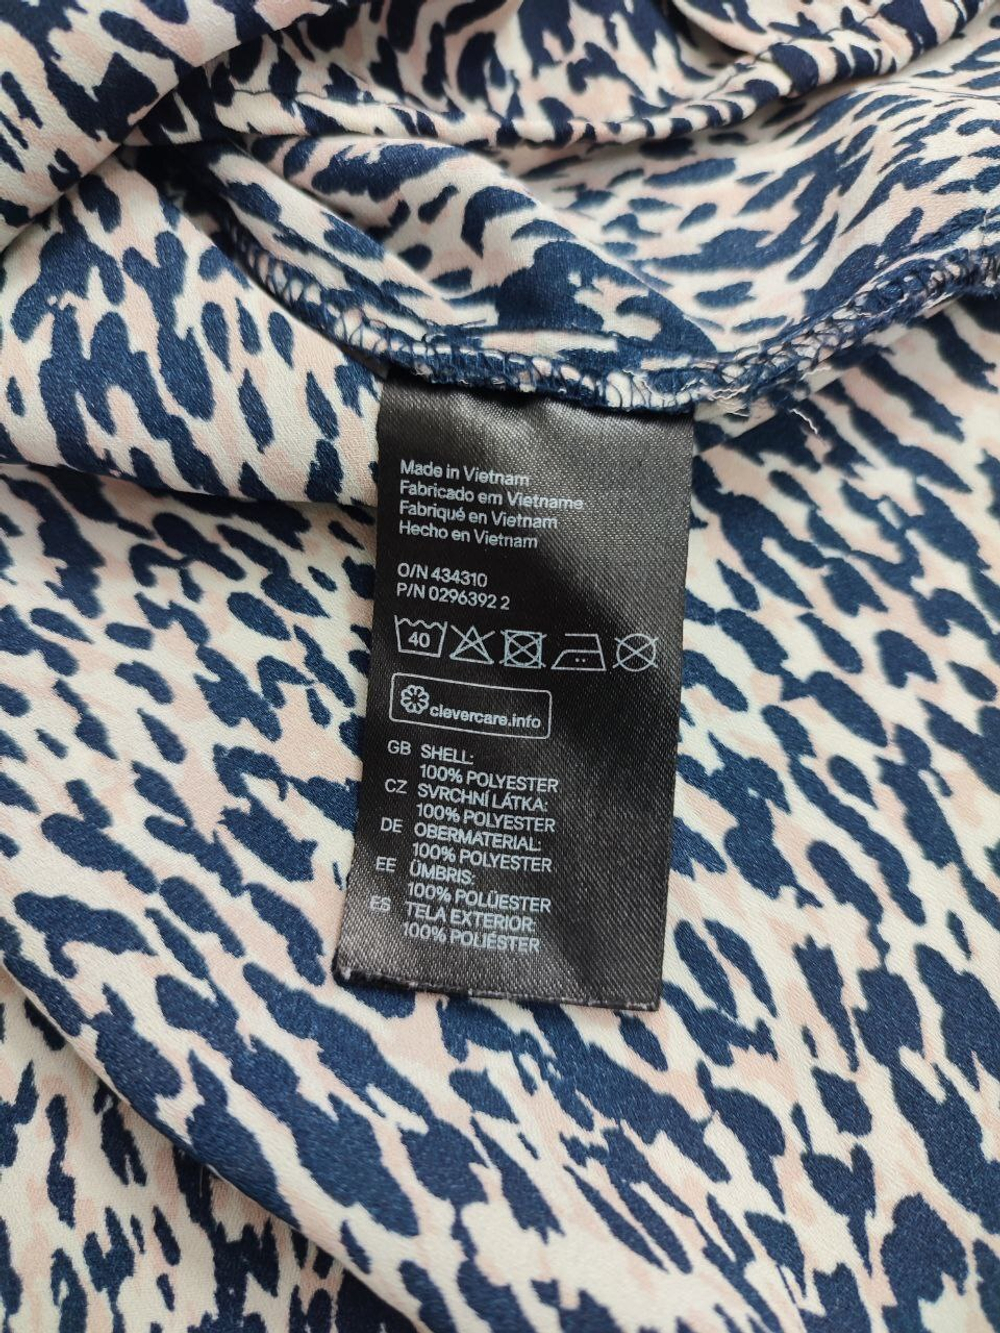 Made in Vietnam
Fabricado em Vietname
Fabriqué en Vietnam
Hecho en Vietnam
O/N 434310
P/N 0296392 2
40
clevercare.info
GB SHELL:
100% POLYESTER
CZ SVRCHNÍ LÁTKA:
100% POLYESTER
DE OBERMATERIAL:
100% POLYESTER
EE ÜMBRIS:
100% POLÜESTER
ES TELA EXTERIOR:
100% POLIÉSTER